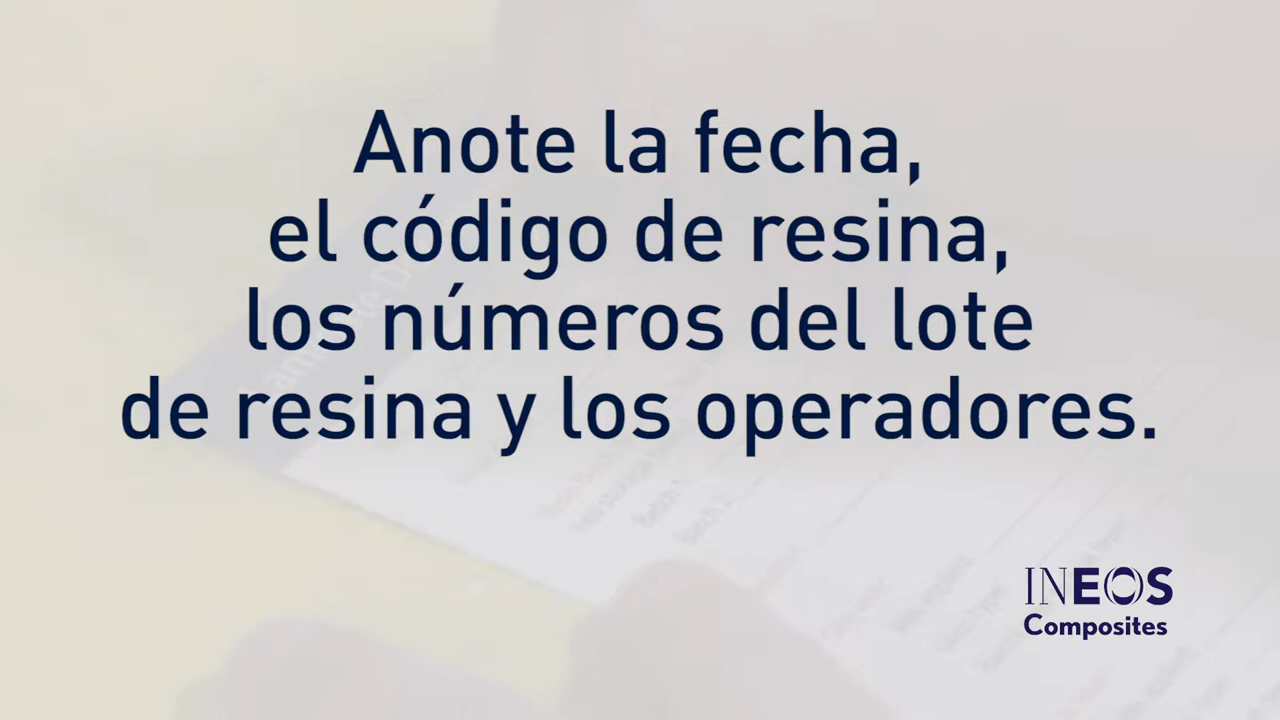 Anote la fecha,
el código de resina,
los números del lote
de resina y los operadores.
INEOS
Composites